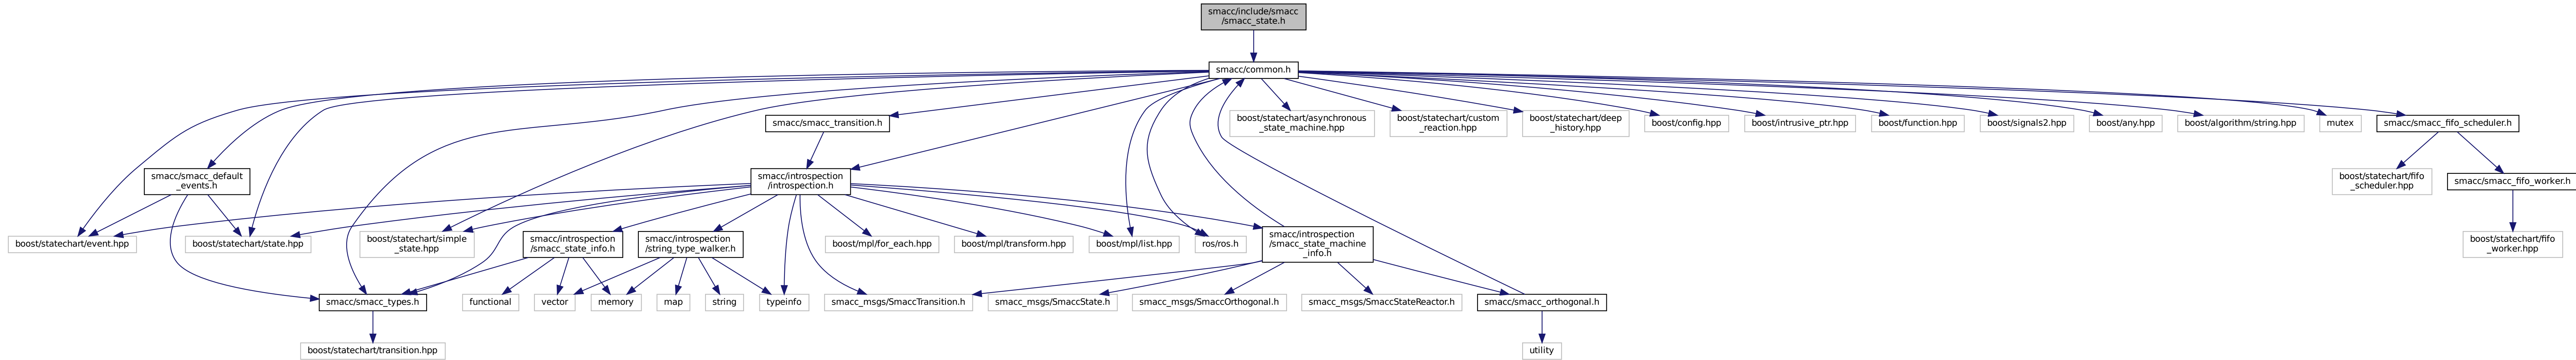 smacc/include/smacc
/smacc_state.h
smacc/common.h
smacc/smacc_transition.h
boost/statechart/asynchronous
_state_machine.hpp
boost/statechart/custom
_reaction.hpp
boost/statechart/deep
_history.hpp
boost/config.hpp
boost/intrusive_ptr.hpp
boost/function.hpp
boost/signals2.hpp
boost/any.hpp
boost/algorithm/string.hpp
mutex
smacc/smacc_fifo_scheduler.h
smacc/smacc_default
_events.h
smacc/introspection
/introspection.h
boost/statechart/fifo
_scheduler.hpp
smacc/smacc_fifo_worker.h
boost/statechart/event.hpp
boost/statechart/state.hpp
boost/statechart/simple
_state.hpp
smacc/introspection
/smacc_state_info.h
smacc/introspection
/string_type_walker.h
boost/mpl/for_each.hpp
boost/mpl/transform.hpp
boost/mpl/list.hpp
ros/ros.h
smacc/introspection
/smacc_state_machine
_info.h
boost/statechart/fifo
_worker.hpp
smacc/smacc_types.h
functional
vector
memory
map
string
typeinfo
smacc_msgs/SmaccTransition.h
smacc_msgs/SmaccState.h
smacc_msgs/SmaccOrthogonal.h
smacc_msgs/SmaccStateReactor.h
smacc/smacc_orthogonal.h
boost/statechart/transition.hpp
utility